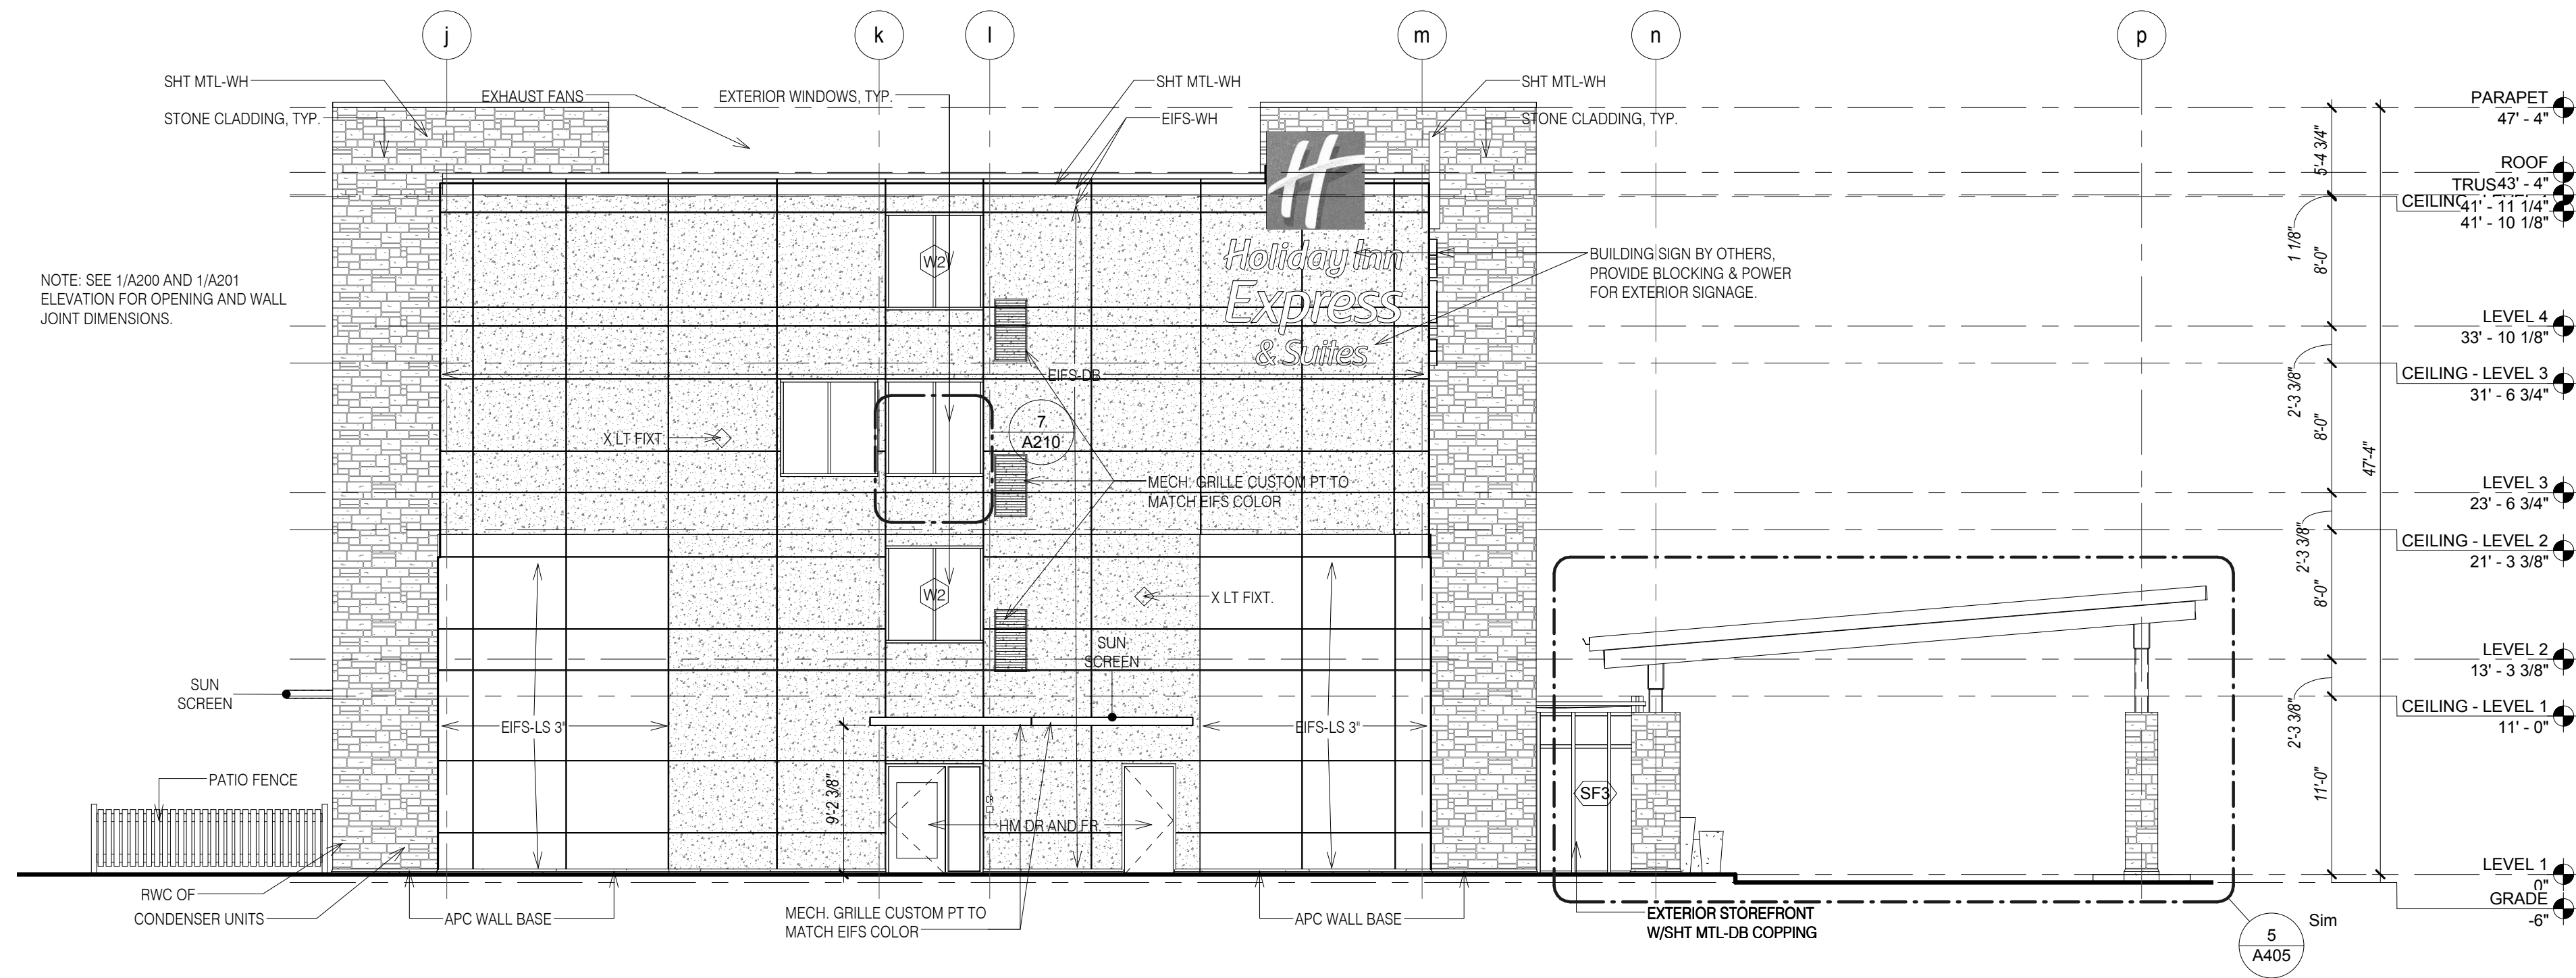 j
k
l
m
n
p
SHT MTL-WH
STONE CLADDING, TYP.
EXHAUST FANS
EXTERIOR WINDOWS, TYP.
SHT MTL-WH
EIFS-WH
SHT MTL-WH
STONE CLADDING, TYP.
H
Holiday Inn
Express
& Suites
BUILDING SIGN BY OTHERS,
PROVIDE BLOCKING & POWER
FOR EXTERIOR SIGNAGE.
NOTE: SEE 1/A200 AND 1/A201
ELEVATION FOR OPENING AND WALL
JOINT DIMENSIONS.
W2
EIFS-DB
X LT FIXT.
7
A210
MECH. GRILLE CUSTOM PT TO
MATCH EIFS COLOR
W2
X LT FIXT.
SUN
SCREEN
SUN
SCREEN
EIFS-LS 3"
EIFS-LS 3"
PATIO FENCE
9'-2 3/8"
CR
HM DR AND FR.
SF3
RWC OF
CONDENSER UNITS
APC WALL BASE
MECH. GRILLE CUSTOM PT TO
MATCH EIFS COLOR
APC WALL BASE
EXTERIOR STOREFRONT
W/SHT MTL-DB COPPING
5
A405
Sim
5'-4 3/4"
1 1/8"
8'-0"
2'-3 3/8"
8'-0"
47'-4"
2'-3 3/8"
8'-0"
2'-3 3/8"
11'-0"
PARAPET
47' - 4"
ROOF
43' - 4"
TRUS
41' - 11 1/4"
CEILING
41' - 10 1/8"
LEVEL 4
33' - 10 1/8"
CEILING - LEVEL 3
31' - 6 3/4"
LEVEL 3
23' - 6 3/4"
CEILING - LEVEL 2
21' - 3 3/8"
LEVEL 2
13' - 3 3/8"
CEILING - LEVEL 1
11' - 0"
LEVEL 1
0"
GRADE
-6"